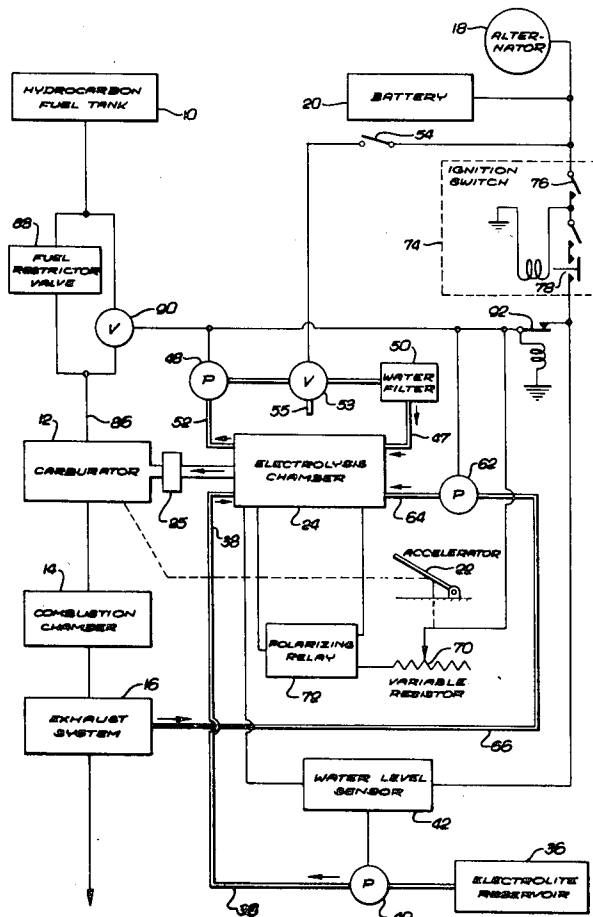 18
ALTER-
NATOR
HYDROCARBON
FUEL TANK
10
20
BATTERY
54
IGNITION
SWITCH
76
74
78
88
FUEL
RESTRICTOR
VALVE
90
V
92
48
P
V
53
50
WATER
FILTER
52
55
47
86
12
CARBURATOR
25
ELECTROLYSIS
CHAMBER
24
62
P
64
38
ACCELERATOR
22
14
COMBUSTION
CHAMBER
POLARIZING
RELAY
72
70
VARIABLE
RESISTOR
16
EXHAUST
SYSTEM
66
WATER LEVEL
SENSOR
42
36
ELECTROLITE
RESERVOIR
P
38
40